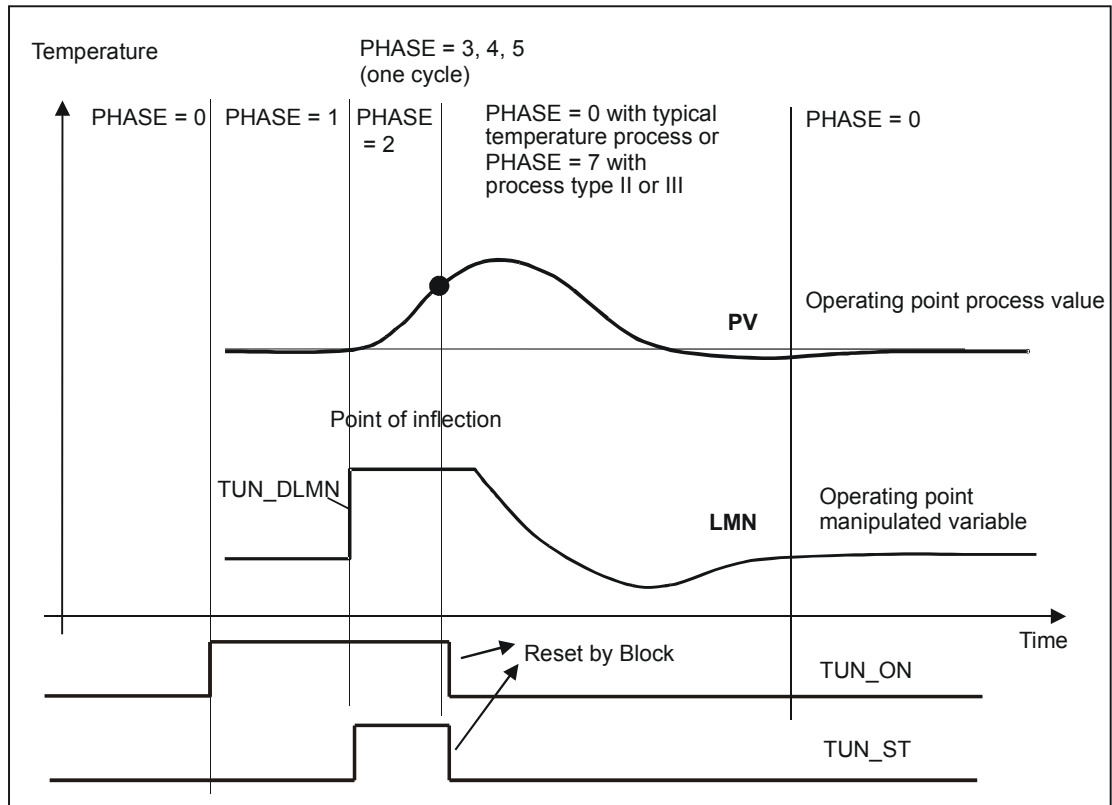 Temperature
PHASE = 3, 4, 5
(one cycle)
PHASE = 0
PHASE = 1
PHASE
= 2
PHASE = 0 with typical
temperature process or
PHASE = 7 with
process type II or III
PHASE = 0
PV
Operating point process value
Point of inflection
TUN_DLMN
LMN
Operating point
manipulated variable
Time
Reset by Block
TUN_ON
TUN_ST